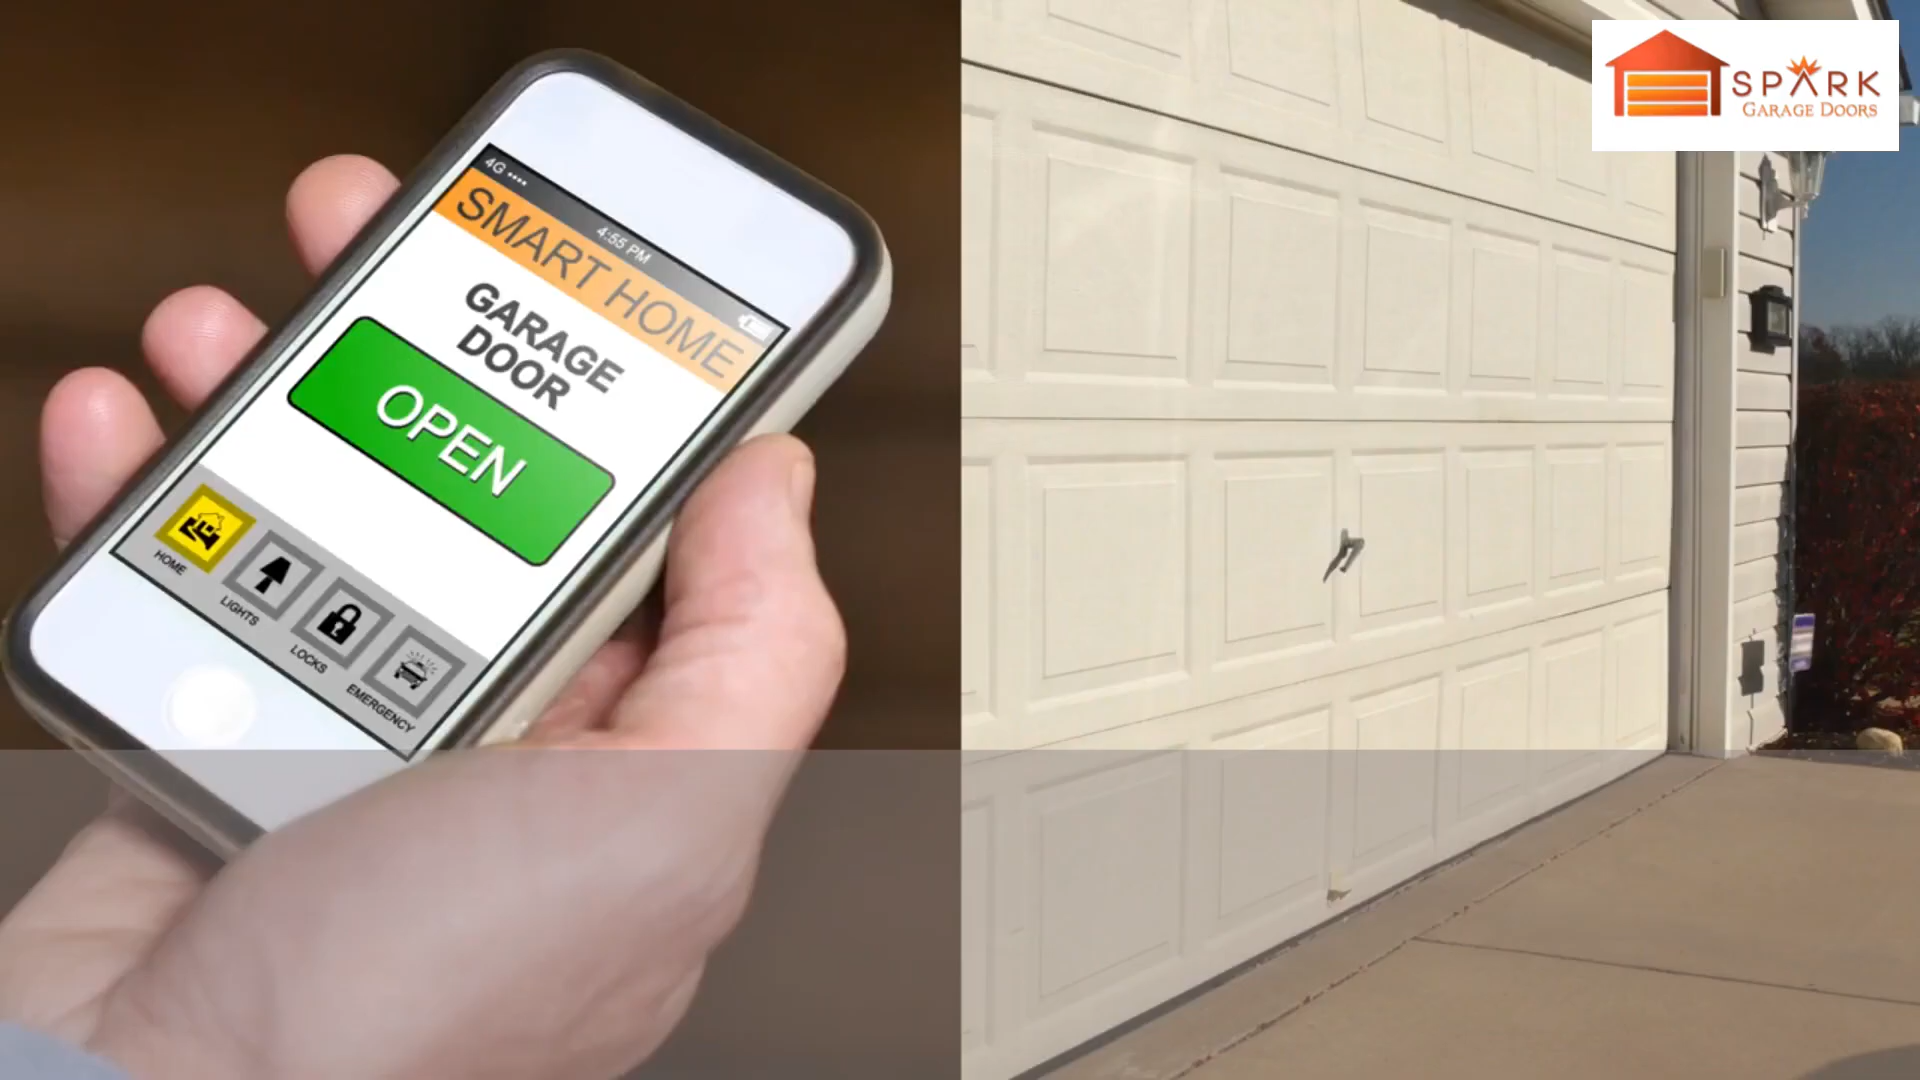 4G
4:55 PM
SMART HOME
GARAGE
DOOR
OPEN
HOME
LIGHTS
LOCKS
EMERGENCY
SPARK
GARAGE DOORS